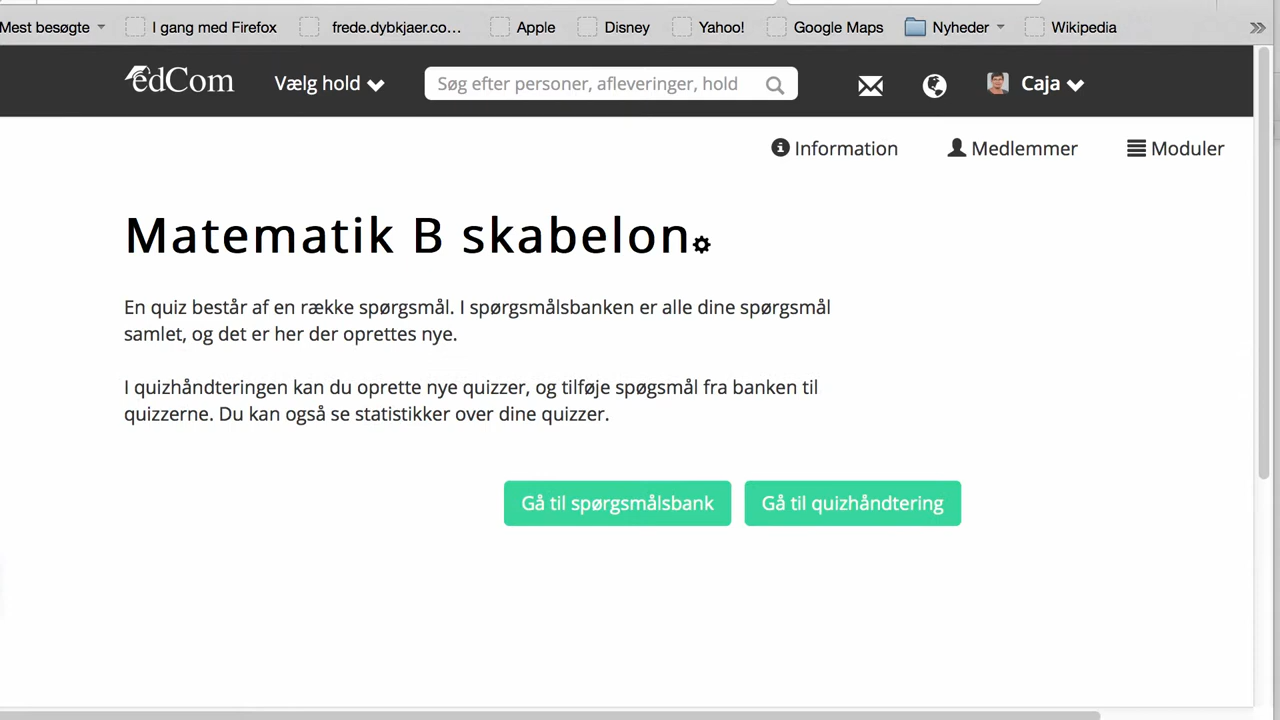 Mest besøgte
I gang med Firefox
frede.dybkjaer.co...
Apple
Disney
Yahoo!
Google Maps
Nyheder
Wikipedia
edCom
Vælg hold
Søg efter personer, afleveringer, hold
Caja
Information
Medlemmer
Moduler
Matematik B skabelon
En quiz består af en række spørgsmål. I spørgsmålsbanken er alle dine spørgsmål
samlet, og det er her der oprettes nye.
I quizhåndteringen kan du oprette nye quizzer, og tilføje spøgsmål fra banken til
quizzerne. Du kan også se statistikker over dine quizzer.
Gå til spørgsmålsbank
Gå til quizhåndtering